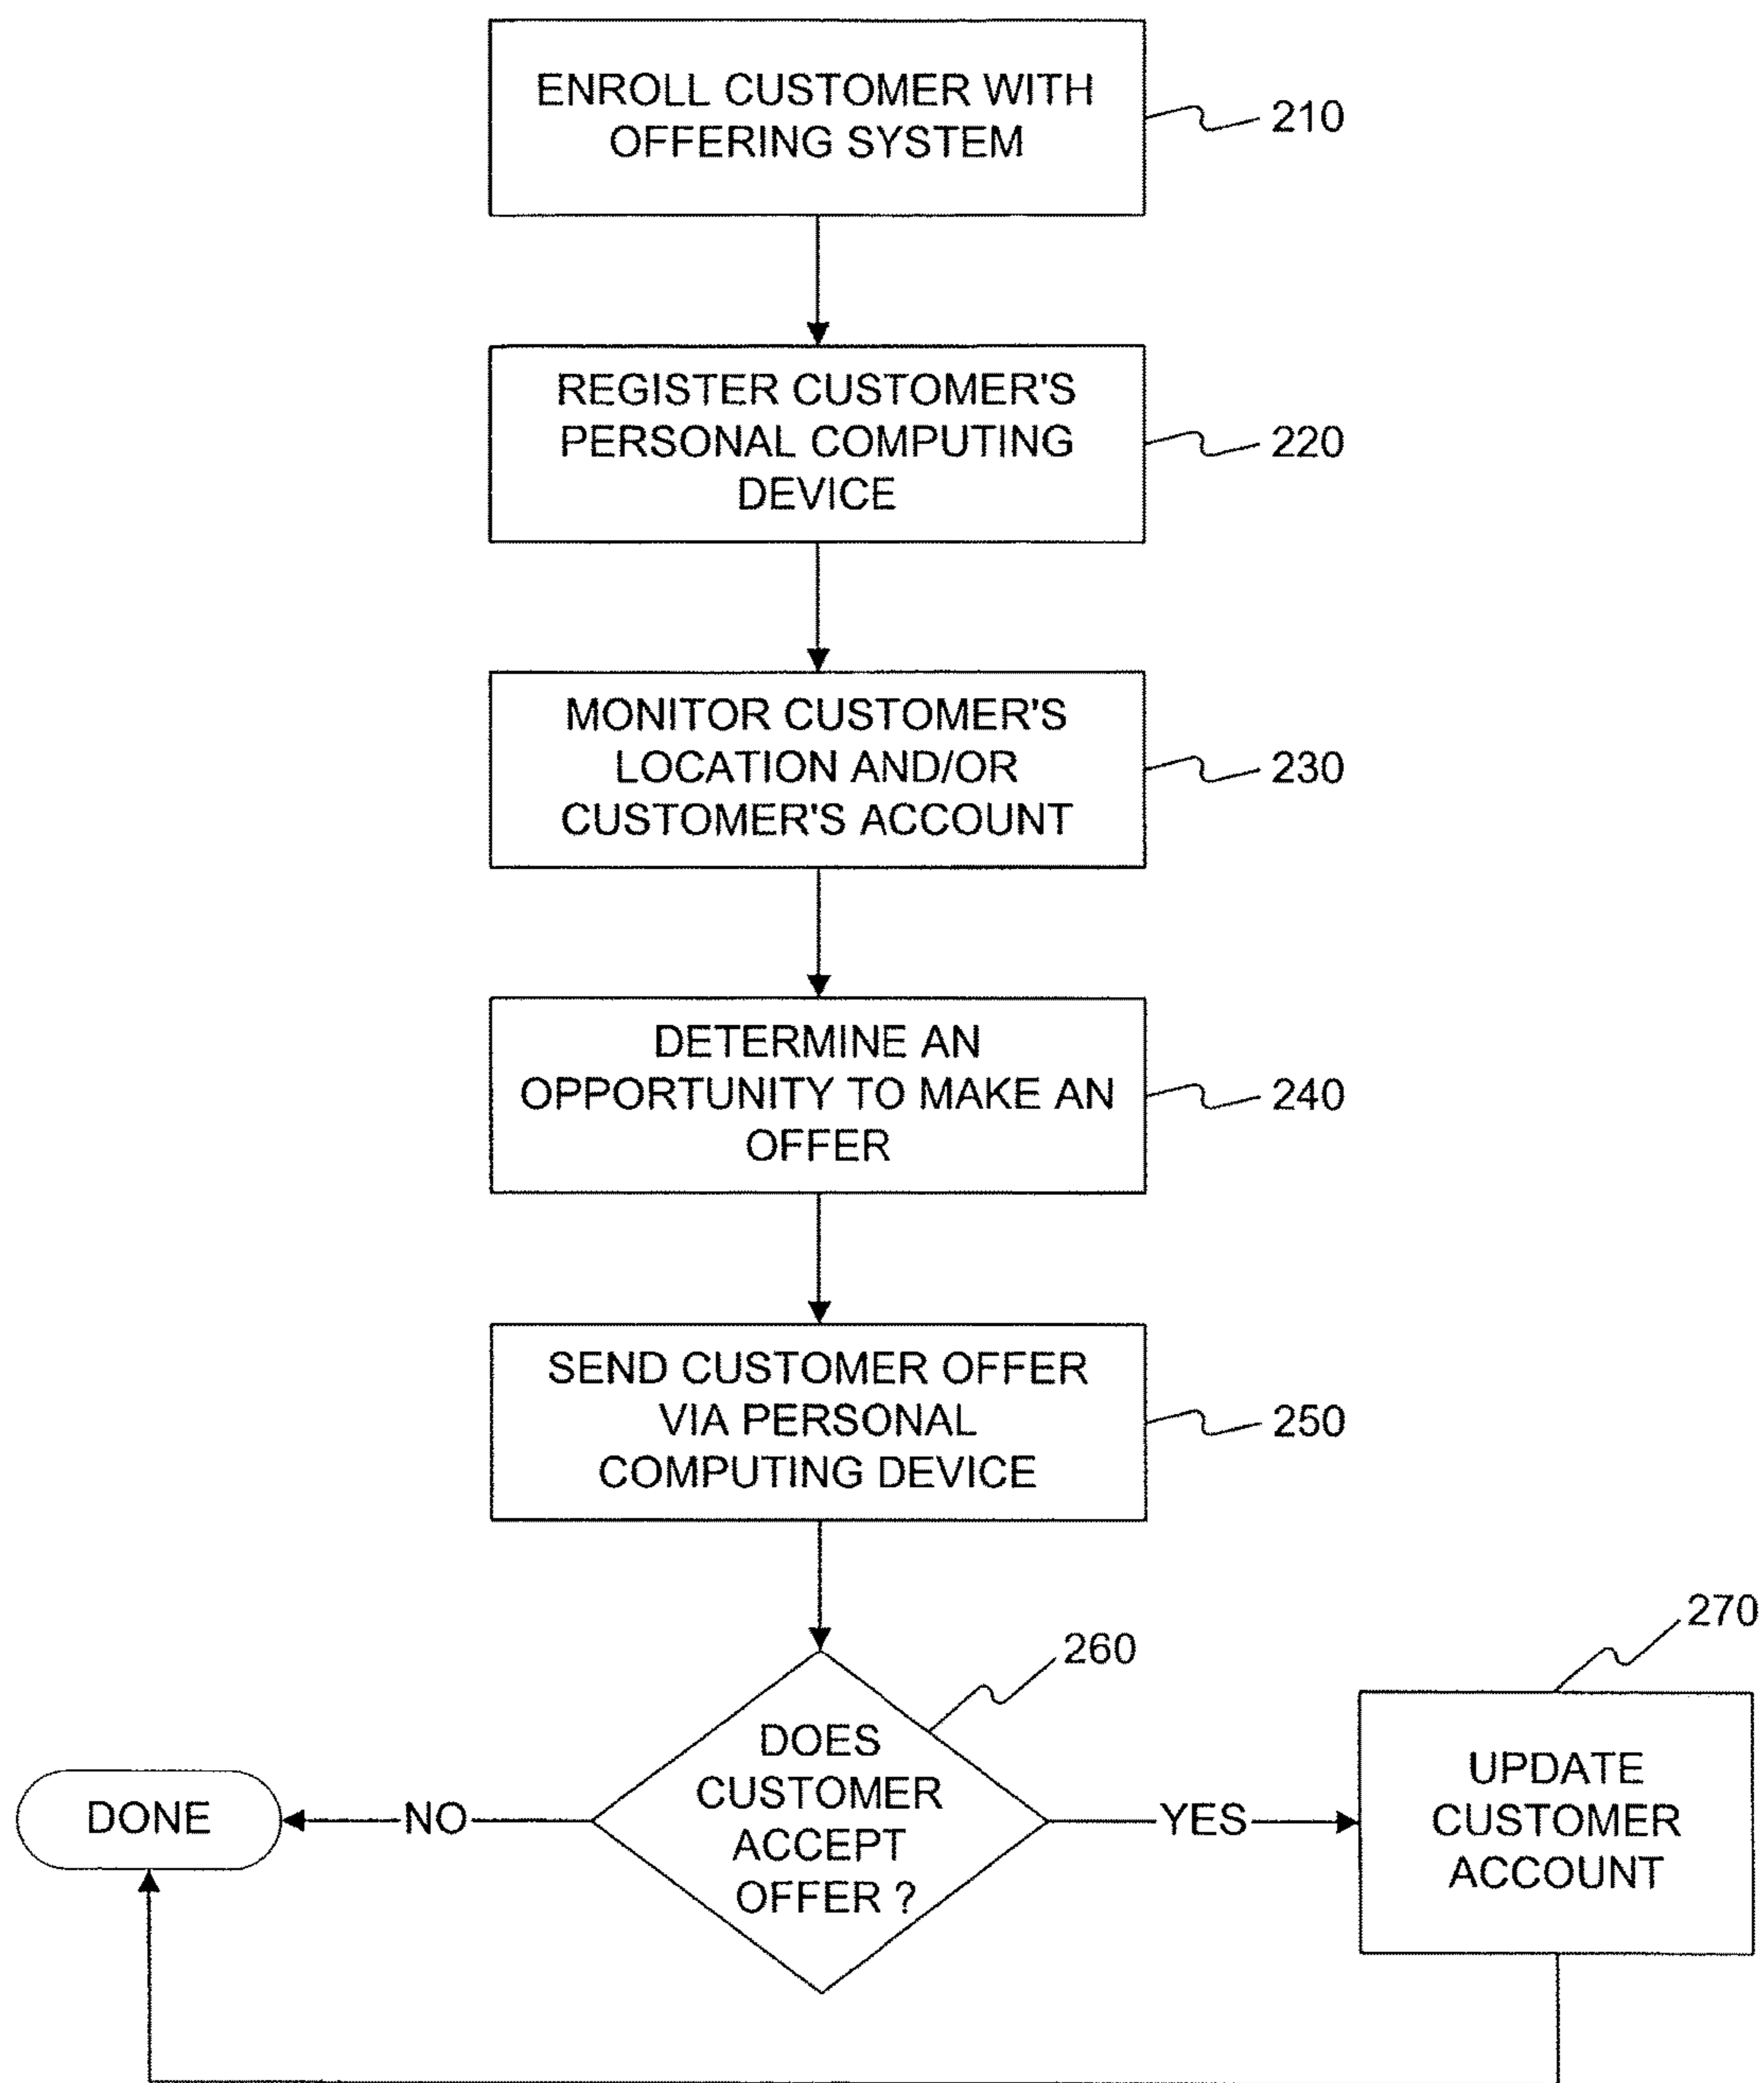 ENROLL CUSTOMER WITH
OFFERING SYSTEM
210
REGISTER CUSTOMER'S
PERSONAL COMPUTING
DEVICE
220
MONITOR CUSTOMER'S
LOCATION AND/OR
CUSTOMER'S ACCOUNT
230
DETERMINE AN
OPPORTUNITY TO MAKE AN
OFFER
240
SEND CUSTOMER OFFER
VIA PERSONAL
COMPUTING DEVICE
250
260
DOES
CUSTOMER
ACCEPT
OFFER ?
NO
DONE
YES
270
UPDATE
CUSTOMER
ACCOUNT